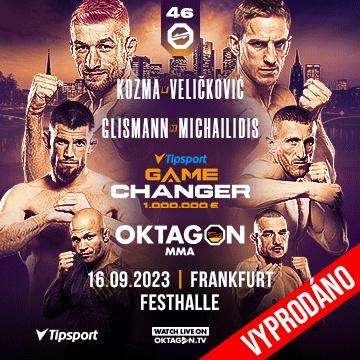 46
KOZMA VS VELIČKOVIĆ
GLISMANN VS MICHAILIDIS
Tipsport
GAME
CHANGER
1.000.000 €
OKTAGON
MMA
16.09.2023 | FRANKFURT
FESTHALLE
VYPRODÁNO
Tipsport
WATCH LIVE ON
OKTAGON.TV